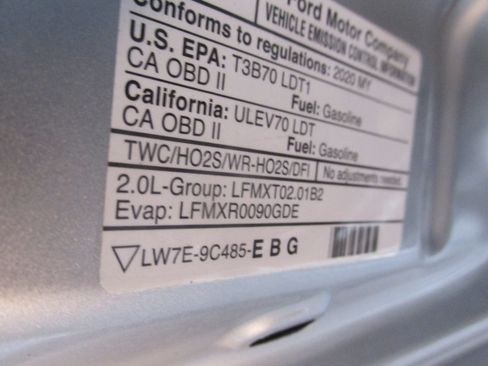 Ford Motor Company
VEHICLE EMISSION CONTROL INFORMATION
Conforms to regulations: 2020 MY
U.S. EPA: T3B70 LDT1
CA OBD II Fuel: Gasoline
California: ULEV70 LDT
CA OBD II Fuel: Gasoline
TWC/HO2S/WR-HO2S/DFI No adjustments needed.
2.0L-Group: LFMXT02.01B2
Evap: LFMXR0090GDE
▽LW7E-9C485-E B G